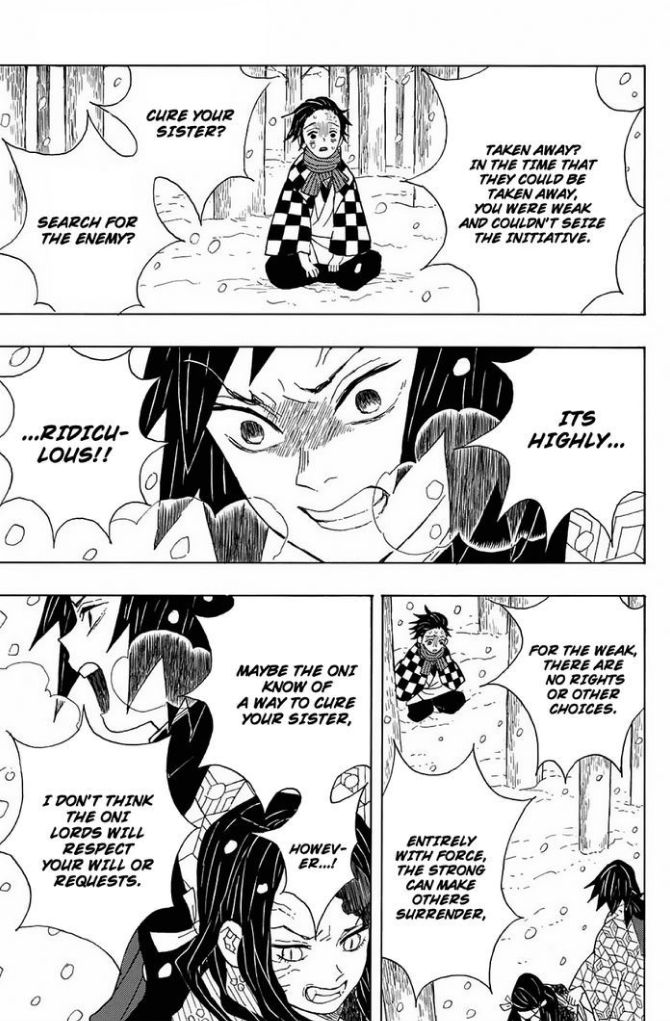 TAKEN AWAY?
IN THE TIME THAT
THEY COULD BE
TAKEN AWAY,
YOU WERE WEAK
AND COULDN'T SEIZE
THE INITIATIVE.
CURE YOUR
SISTER?
SEARCH FOR
THE ENEMY?
ITS
HIGHLY...
...RIDICU-
LOUS!!
FOR THE WEAK,
THERE ARE
NO RIGHTS
OR OTHER
CHOICES.
ENTIRELY
WITH FORCE,
THE STRONG
CAN MAKE
OTHERS
SURRENDER,
MAYBE THE ONI
KNOW OF
A WAY TO CURE
YOUR SISTER,
HOWEV-
ER...!
I DON'T THINK
THE ONI
LORDS WILL
RESPECT
YOUR WILL OR
REQUESTS.